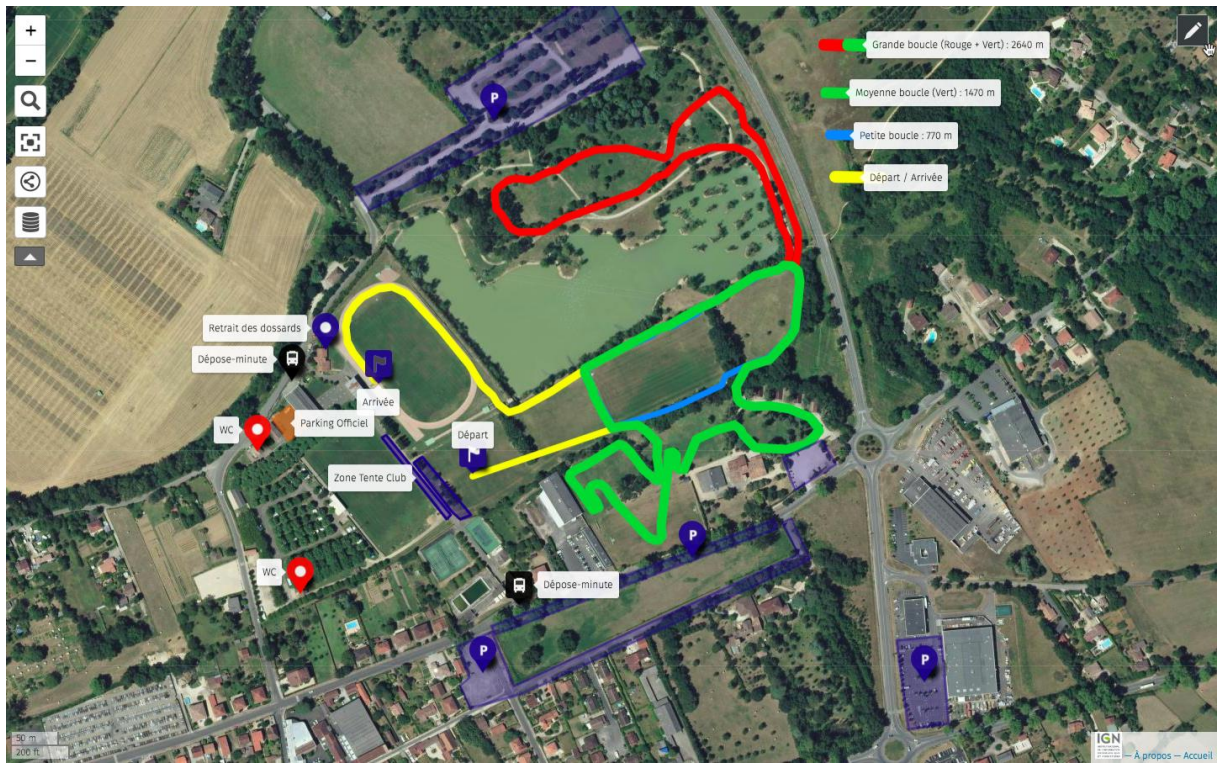 +
−
Grande boucle (Rouge + Vert) : 2640 m
Moyenne boucle (Vert) : 1470 m
Petite boucle : 770 m
Départ / Arrivée
P
Retrait des dossards
Dépose-minute
Arrivée
Parking Officiel
WC
Départ
Zone Tente Club
P
WC
Dépose-minute
P
P
50 m
200 ft
IGN
— À propos — Accueil